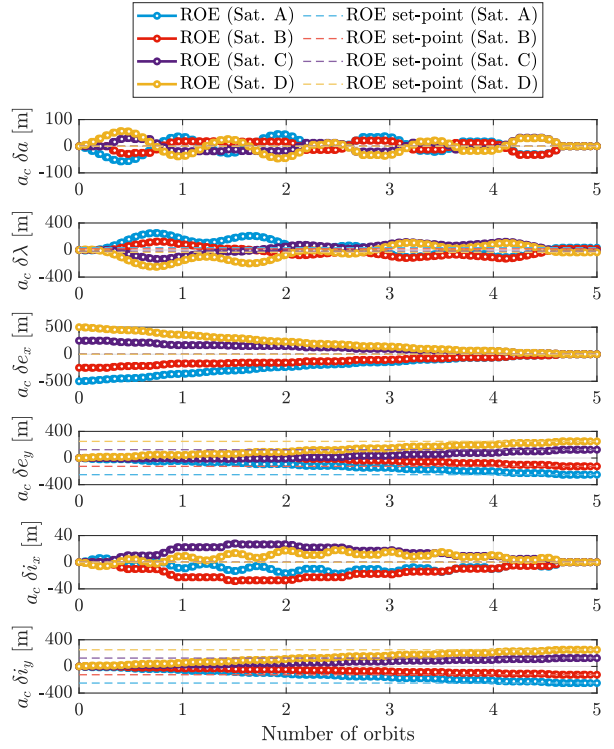 ROE (Sat. A) ROE set-point (Sat. A)
ROE (Sat. B) ROE set-point (Sat. B)
ROE (Sat. C) ROE set-point (Sat. C)
ROE (Sat. D) ROE set-point (Sat. D)
a_c δa [m]
100
0
-100
0 1 2 3 4 5
a_c δλ [m]
400
0
-400
0 1 2 3 4 5
a_c δe_x [m]
500
0
-500
0 1 2 3 4 5
a_c δe_y [m]
400
0
-400
0 1 2 3 4 5
a_c δi_x [m]
40
0
-40
0 1 2 3 4 5
a_c δi_y [m]
400
0
-400
0 1 2 3 4 5
Number of orbits